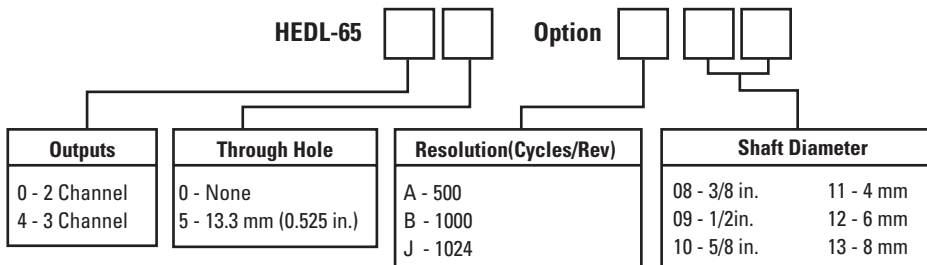 HEDL-65 Option
Outputs
0 - 2 Channel
4 - 3 Channel
Through Hole
0 - None
5 - 13.3 mm (0.525 in.)
Resolution(Cycles/Rev)
A - 500
B - 1000
J - 1024
Shaft Diameter
08 - 3/8 in. 11 - 4 mm
09 - 1/2in. 12 - 6 mm
10 - 5/8 in. 13 - 8 mm